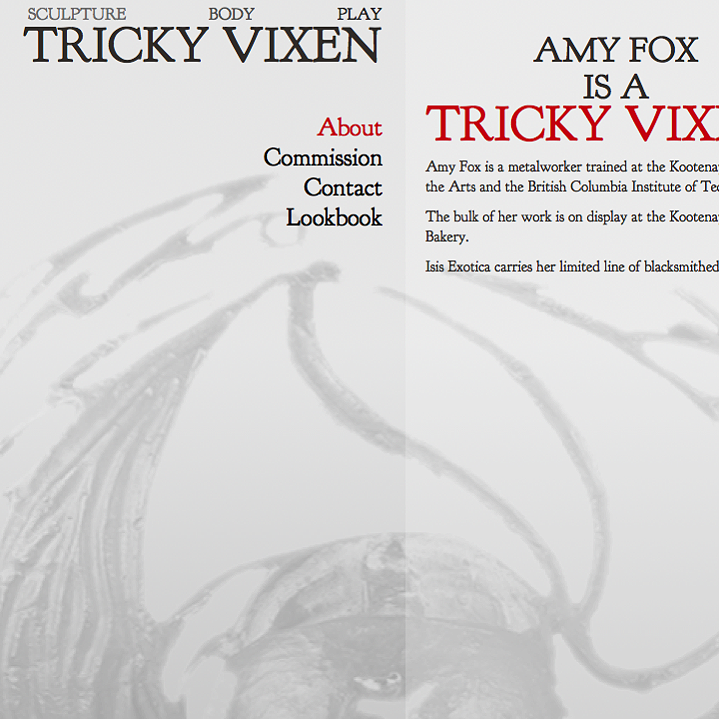 SCULPTURE BODY PLAY
TRICKY VIXEN
About
Commission
Contact
Lookbook
AMY FOX
IS A
TRICKY VIX
Amy Fox is a metalworker trained at the Kootena
the Arts and the British Columbia Institute of Tec
The bulk of her work is on display at the Kootena
Bakery.
Isis Exotica carries her limited line of blacksmithed